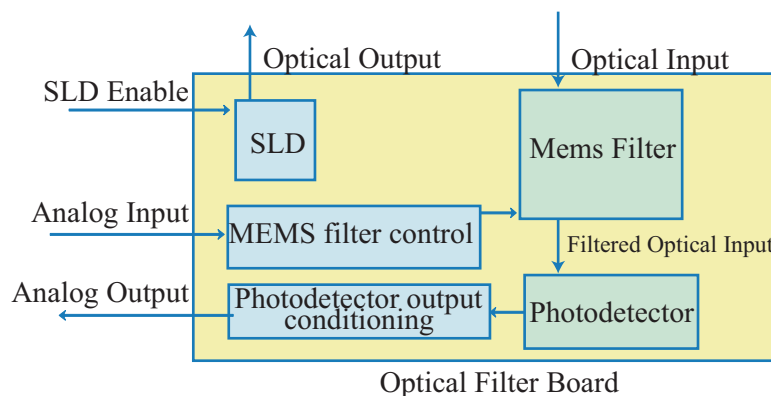 Optical Output
Optical Input
SLD Enable
SLD
Mems Filter
Analog Input
MEMS filter control
Filtered Optical Input
Analog Output
Photodetector output
conditioning
Photodetector
Optical Filter Board